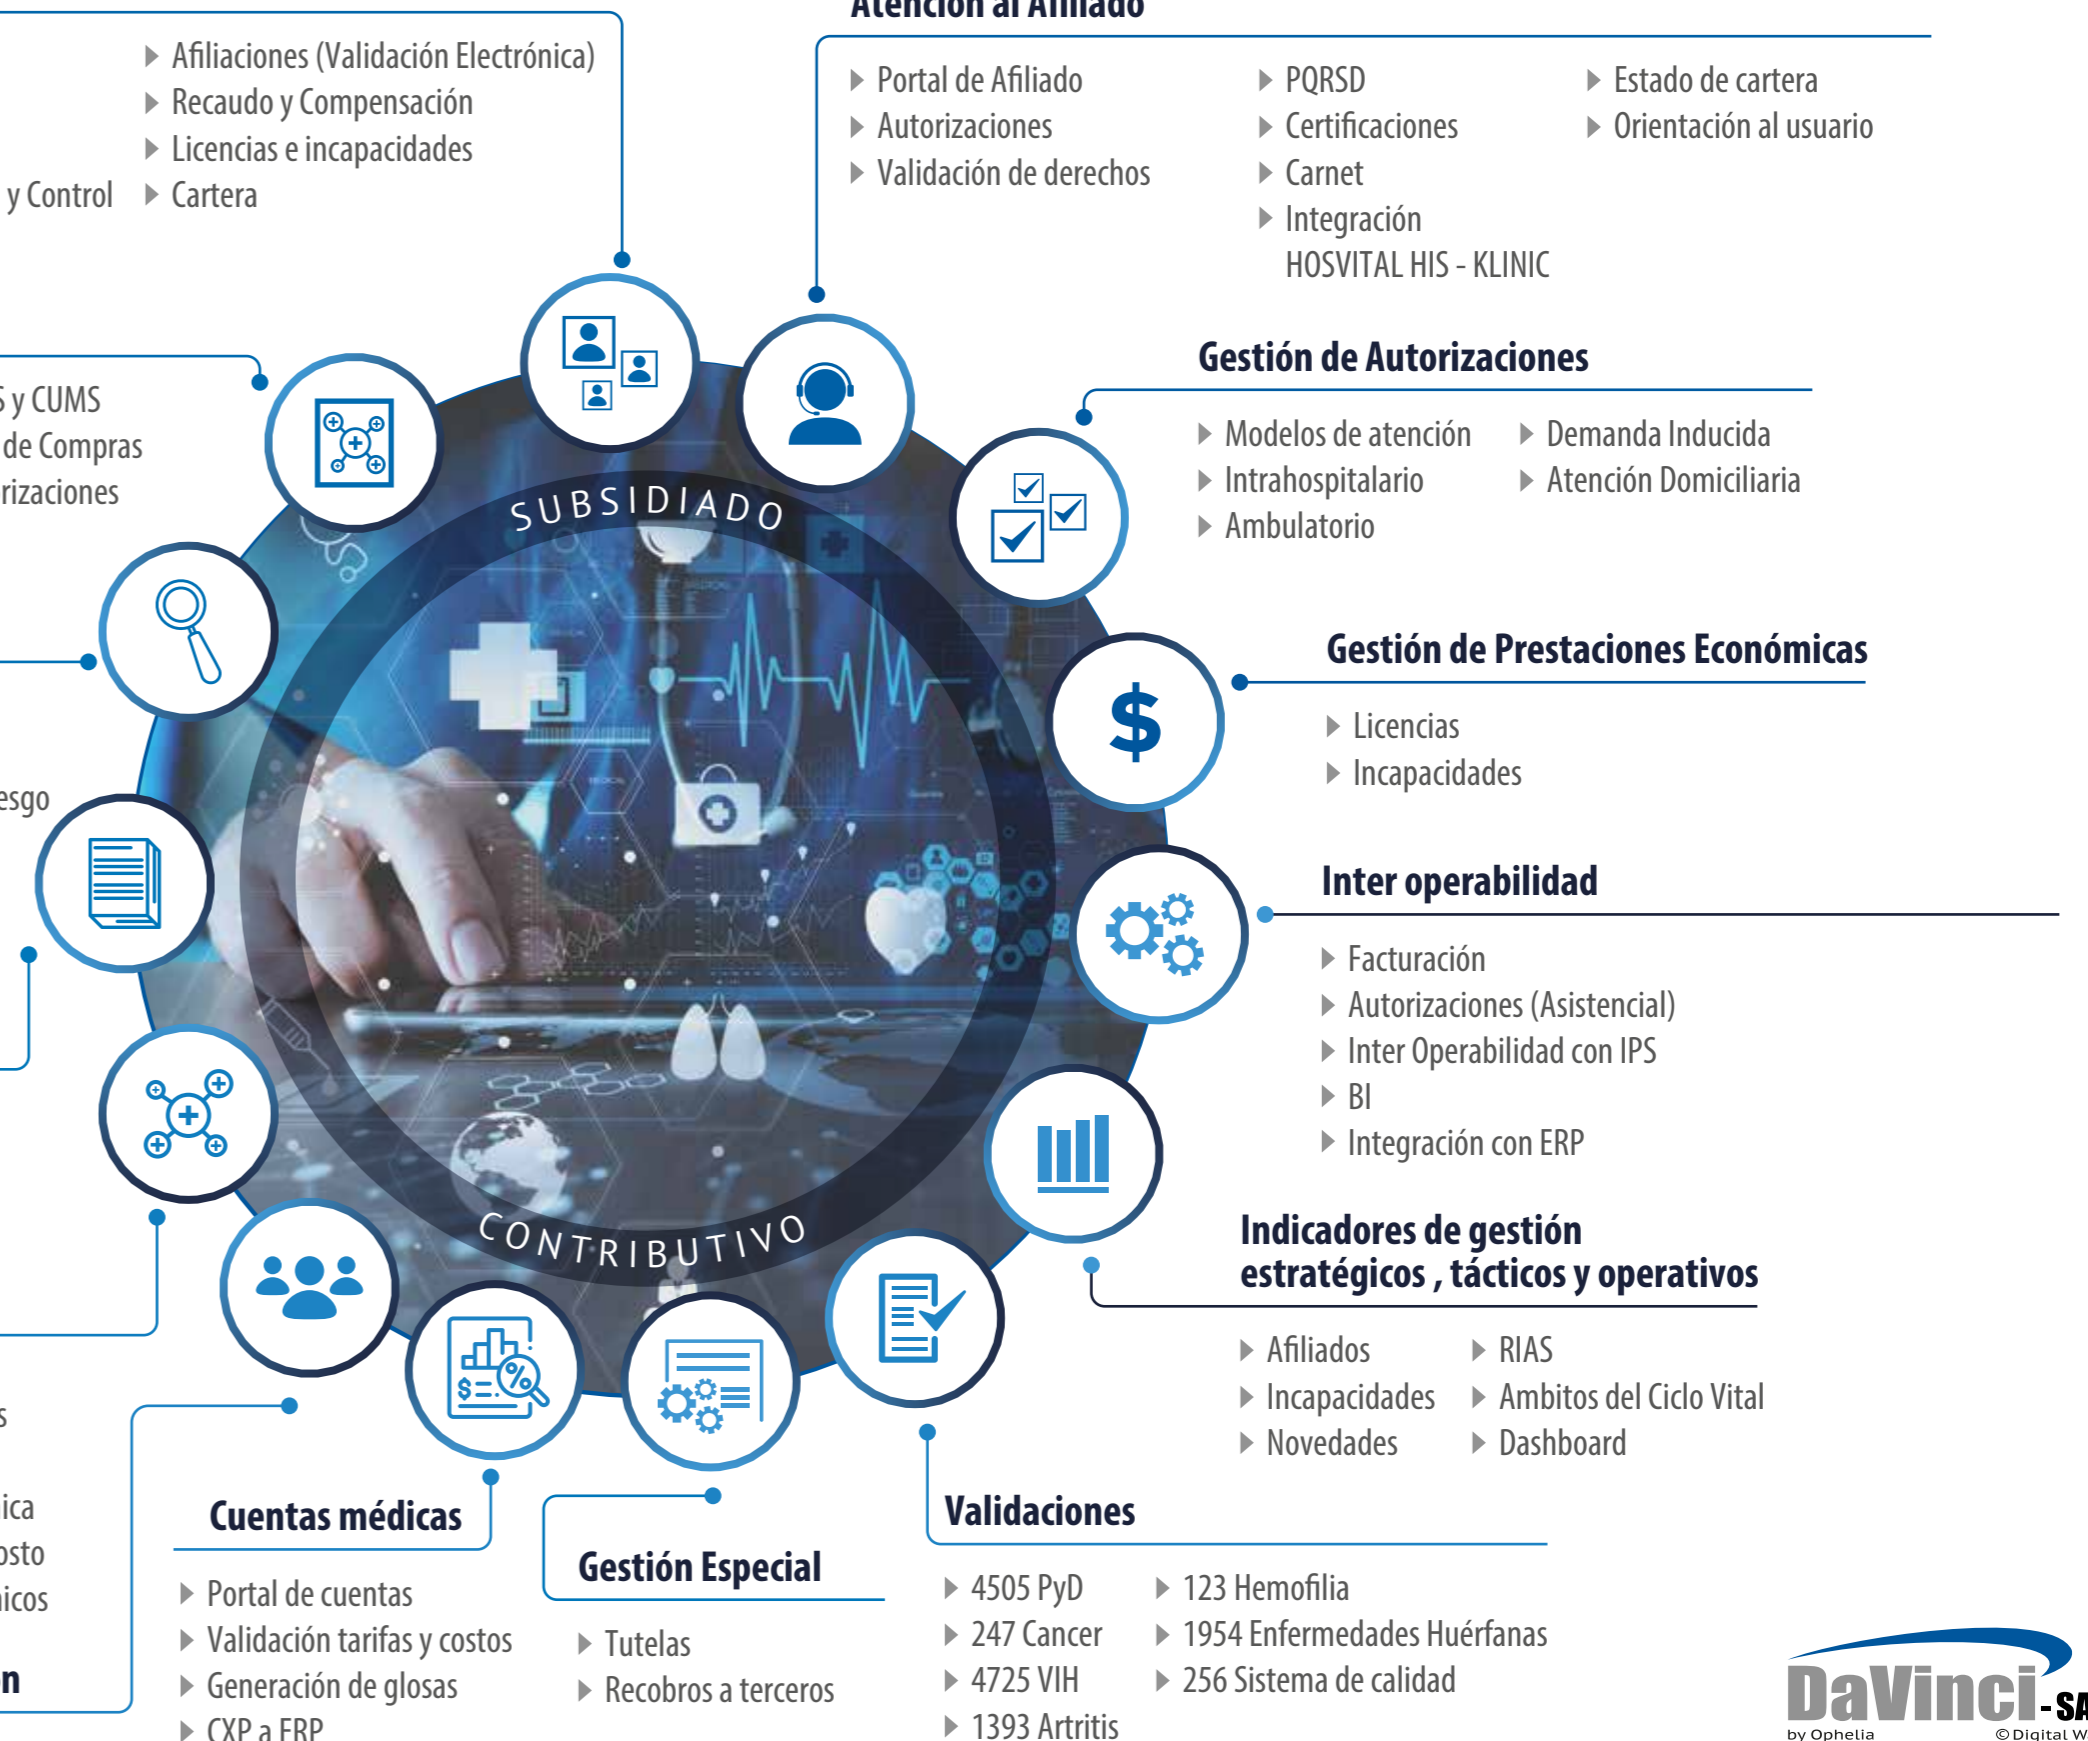 Afiliaciones (Validación Electrónica)
Recaudo y Compensación
Licencias e incapacidades
y Control
Cartera
Atención al Afiliado
Portal de Afiliado
Autorizaciones
Validación de derechos
PQRSD
Certificaciones
Carnet
Integración
HOSVITAL HIS - KLINIC
Estado de cartera
Orientación al usuario
y CUMS
de Compras
Gestión de Autorizaciones
Modelos de atención
Intrahospitalario
Ambulatorio
Demanda Inducida
Atención Domiciliaria
SUBSIDIADO
Gestión de Prestaciones Económicas
$
Licencias
Incapacidades
Inter operabilidad
Facturación
Autorizaciones (Asistencial)
Inter Operabilidad con IPS
BI
Integración con ERP
CONTRIBUTIVO
Indicadores de gestión
estratégicos , tácticos y operativos
Afiliados
Incapacidades
Novedades
RIAS
Ambitos del Ciclo Vital
Dashboard
Cuentas médicas
Portal de cuentas
Validación tarifas y costos
Generación de glosas
CXP a ERP
Gestión Especial
Tutelas
Recobros a terceros
Validaciones
4505 PyD
247 Cancer
4725 VIH
1393 Artritis
123 Hemofilia
1954 Enfermedades Huérfanas
256 Sistema de calidad
DaVinci-SA
by Ophelia
© Digital W